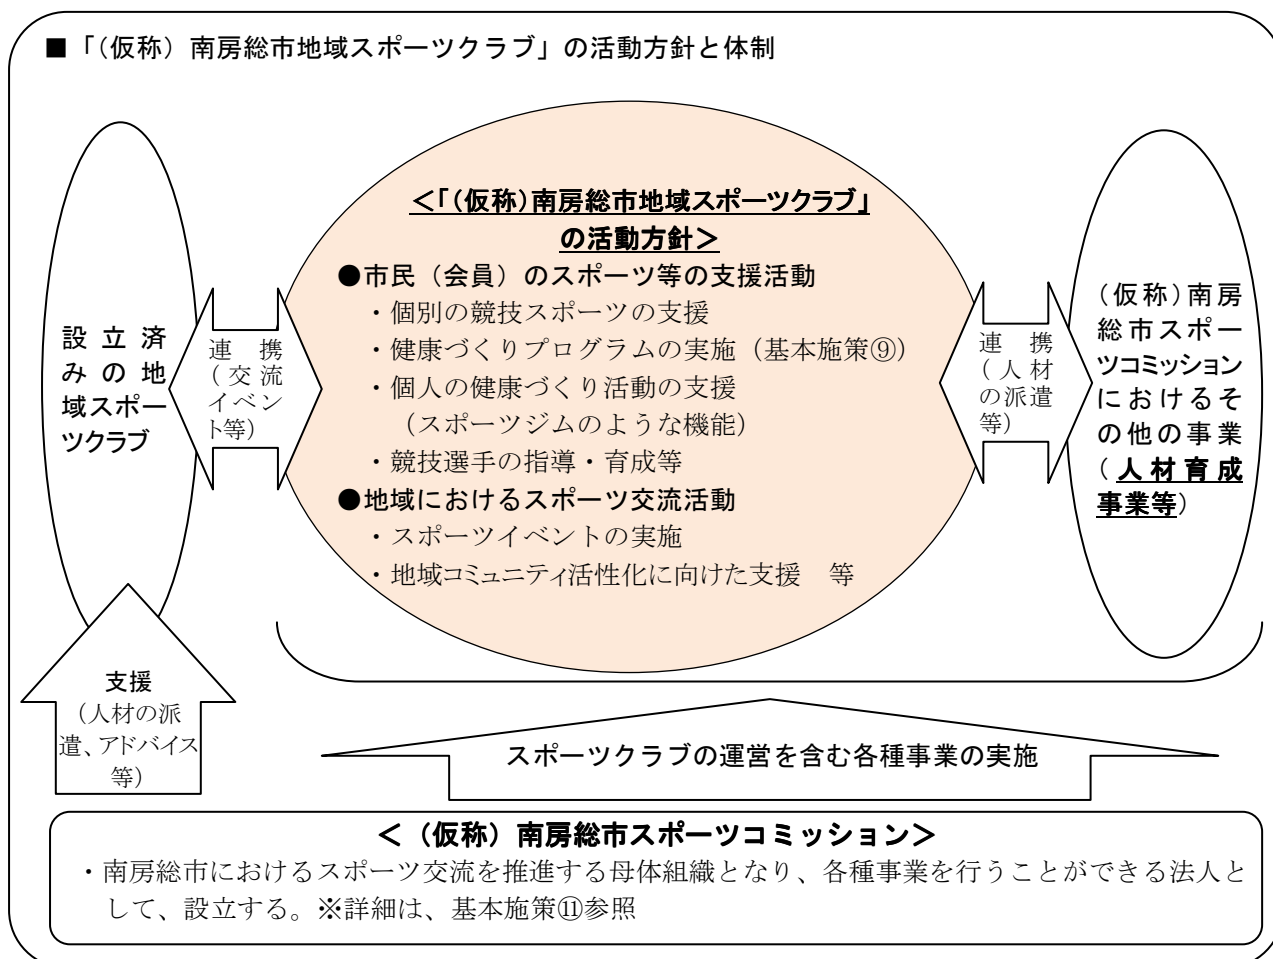 ■「（仮称）南房総市地域スポーツクラブ」の活動方針と体制
＜「（仮称）南房総市地域スポーツクラブ」
の活動方針＞
●市民（会員）のスポーツ等の支援活動
・個別の競技スポーツの支援
・健康づくりプログラムの実施（基本施策⑨）
・個人の健康づくり活動の支援
（スポーツジムのような機能）
・競技選手の指導・育成等
●地域におけるスポーツ交流活動
・スポーツイベントの実施
・地域コミュニティ活性化に向けた支援　等
設立済
みの地
域スポー
ツクラブ
連携
（交流
イベン
ト等）
連携
（人材
の派遣
等）
（仮称）南房
総市スポー
ツコミッション
におけるそ
の他の事業
（人材育成
事業等）
支援
（人材の派
遣、アドバイス
等）
スポーツクラブの運営を含む各種事業の実施
＜（仮称）南房総市スポーツコミッション＞
・南房総市におけるスポーツ交流を推進する母体組織となり、各種事業を行うことができる法人と
して、設立する。※詳細は、基本施策⑪参照